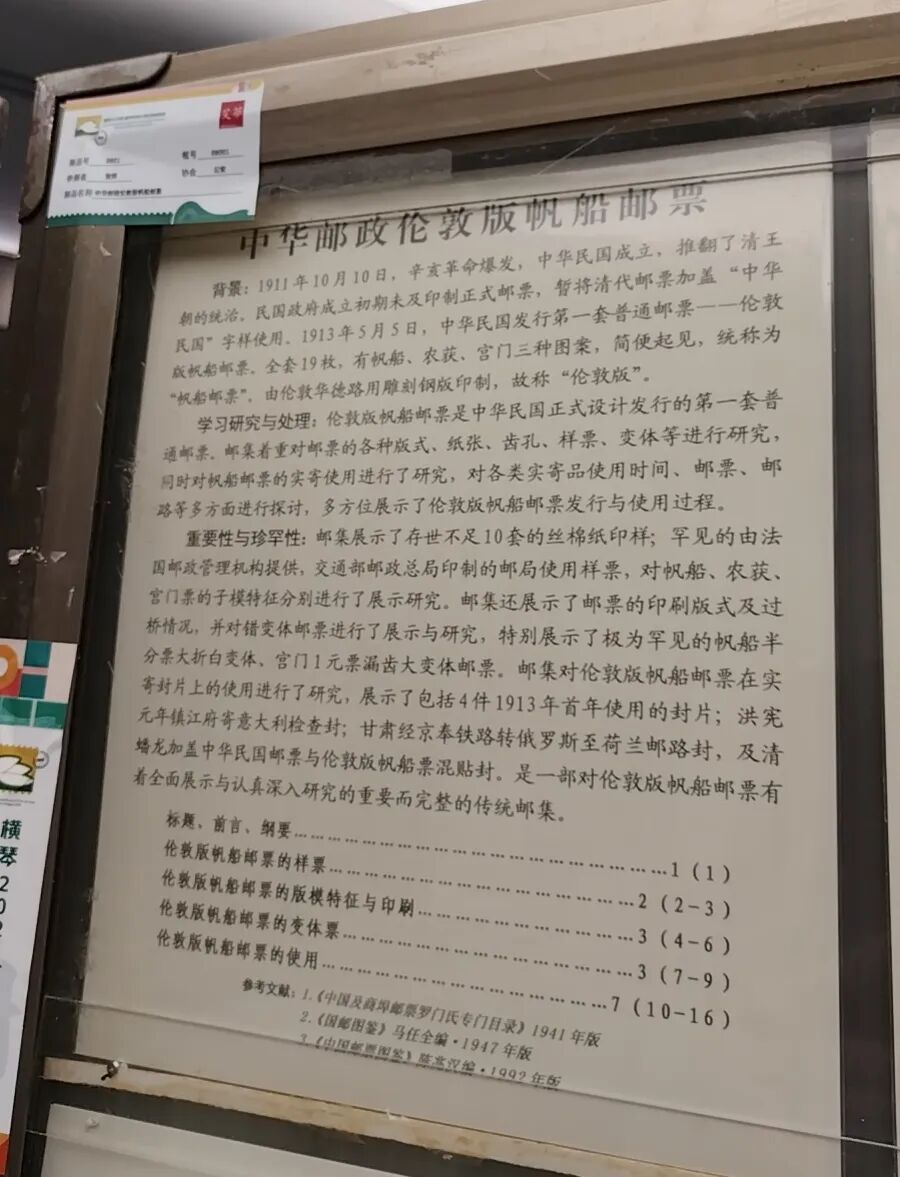 展品名称 中华邮政伦敦版帆船邮票
中华邮政伦敦版帆船邮票
背景：1911年10月10日，辛亥革命爆发，中华民国成立，推翻了清王
朝的统治。民国政府成立初期未及印制正式邮票，暂将清代邮票加盖“中华
民国”字样使用。1913年5月5日，中华民国发行第一套普通邮票——伦敦
版帆船邮票。全套19枚，有帆船、农获、宫门三种图案，简便起见，统称为
“帆船邮票”。由伦敦华德路用雕刻钢版印制，故称“伦敦版”。
学习研究与处理：伦敦版帆船邮票是中华民国正式设计发行的第一套普
通邮票。邮集着重对邮票的各种版式、纸张、齿孔、样票、变体等进行研究，
同时对帆船邮票的实寄使用进行了研究，对各类实寄品使用时间、邮票、邮
路等多方面进行探讨，多方位展示了伦敦版帆船邮票发行与使用过程。
重要性与珍罕性：邮集展示了存世不足10套的丝棉纸印样；罕见的由法
国邮政管理机构提供，交通部邮政总局印制的邮局使用样票，对帆船、农获、
宫门票的子模特征分别进行了展示研究。邮集还展示了邮票的印刷版式及过
桥情况，并对错变体邮票进行了展示与研究，特别展示了极为罕见的帆船半
分票大折白变体、宫门1元票漏齿大变体邮票。邮集对伦敦版帆船邮票在实
寄封片上的使用进行了研究，展示了包括4件1913年首年使用的封片；洪宪
元年镇江府寄意大利检查封；甘肃经京奉铁路转俄罗斯至荷兰邮路封，及清
蟠龙加盖中华民国邮票与伦敦版帆船票混贴封。是一部对伦敦版帆船邮票有
着全面展示与认真深入研究的重要而完整的传统邮集。
标题、前言、纲要……………………………………1（1）
伦敦版帆船邮票的样票………………………………2（2-3）
伦敦版帆船邮票的版模特征与印刷…………………3（4-6）
伦敦版帆船邮票的变体票……………………………3（7-9）
伦敦版帆船邮票的使用………………………………7（10-16）
参考文献：1.《中国及商埠邮票罗门氏专门目录》1941年版
2.《国邮图鉴》马任全编·1947年版
3.《中国邮票图鉴》编·1992年版
横
琴
2
0
2